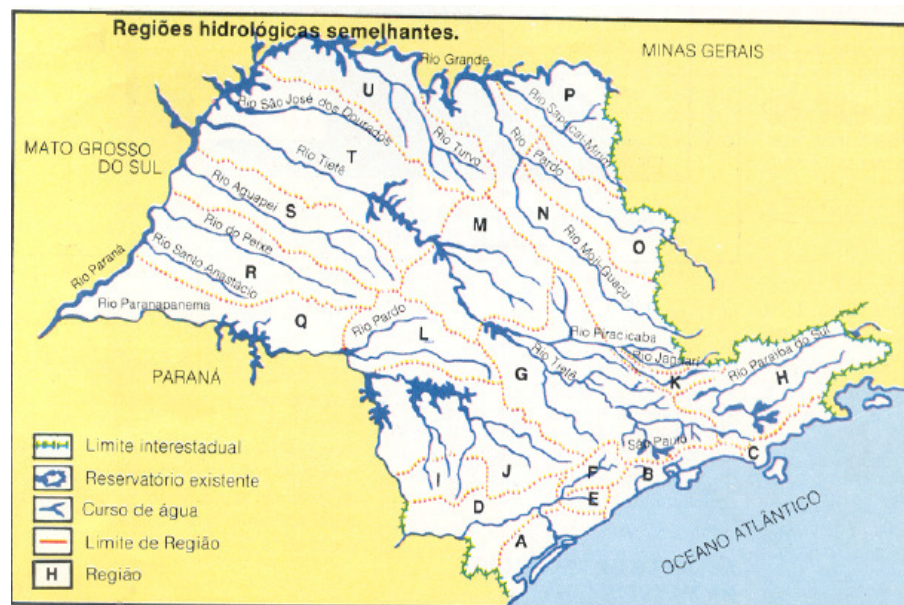 Regiões hidrológicas semelhantes.
MINAS GERAIS
Rio Grande
U
P
Rio Sapucaí-Mirim
Rio São José dos Dourados
Rio Turvo
Rio Pardo
MATO GROSSO
DO SUL
T
Rio Tietê
Rio Aguapeí
S
M
N
O
Rio Moji-Guaçu
Rio do Peixe
R
Rio Santo Anastácio
Rio Paraná
Rio Paranapanema
Q
Rio Pardo
L
Rio Piracicaba
Rio Jaguari
Rio Paraíba do Sul
PARANÁ
G
Rio Tietê
K
H
São Paulo
C
I
J
F
B
D
E
A
OCEANO ATLÂNTICO
Limite interestadual
Reservatório existente
Curso de água
Limite de Região
H Região